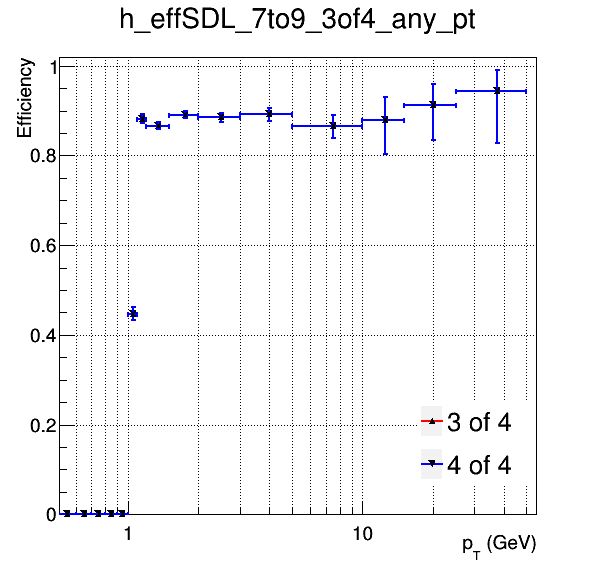 h_effSDL_7to9_3of4_any_pt
Efficiency
1
0.8
0.6
0.4
0.2
0
3 of 4
4 of 4
1
10
p_T (GeV)